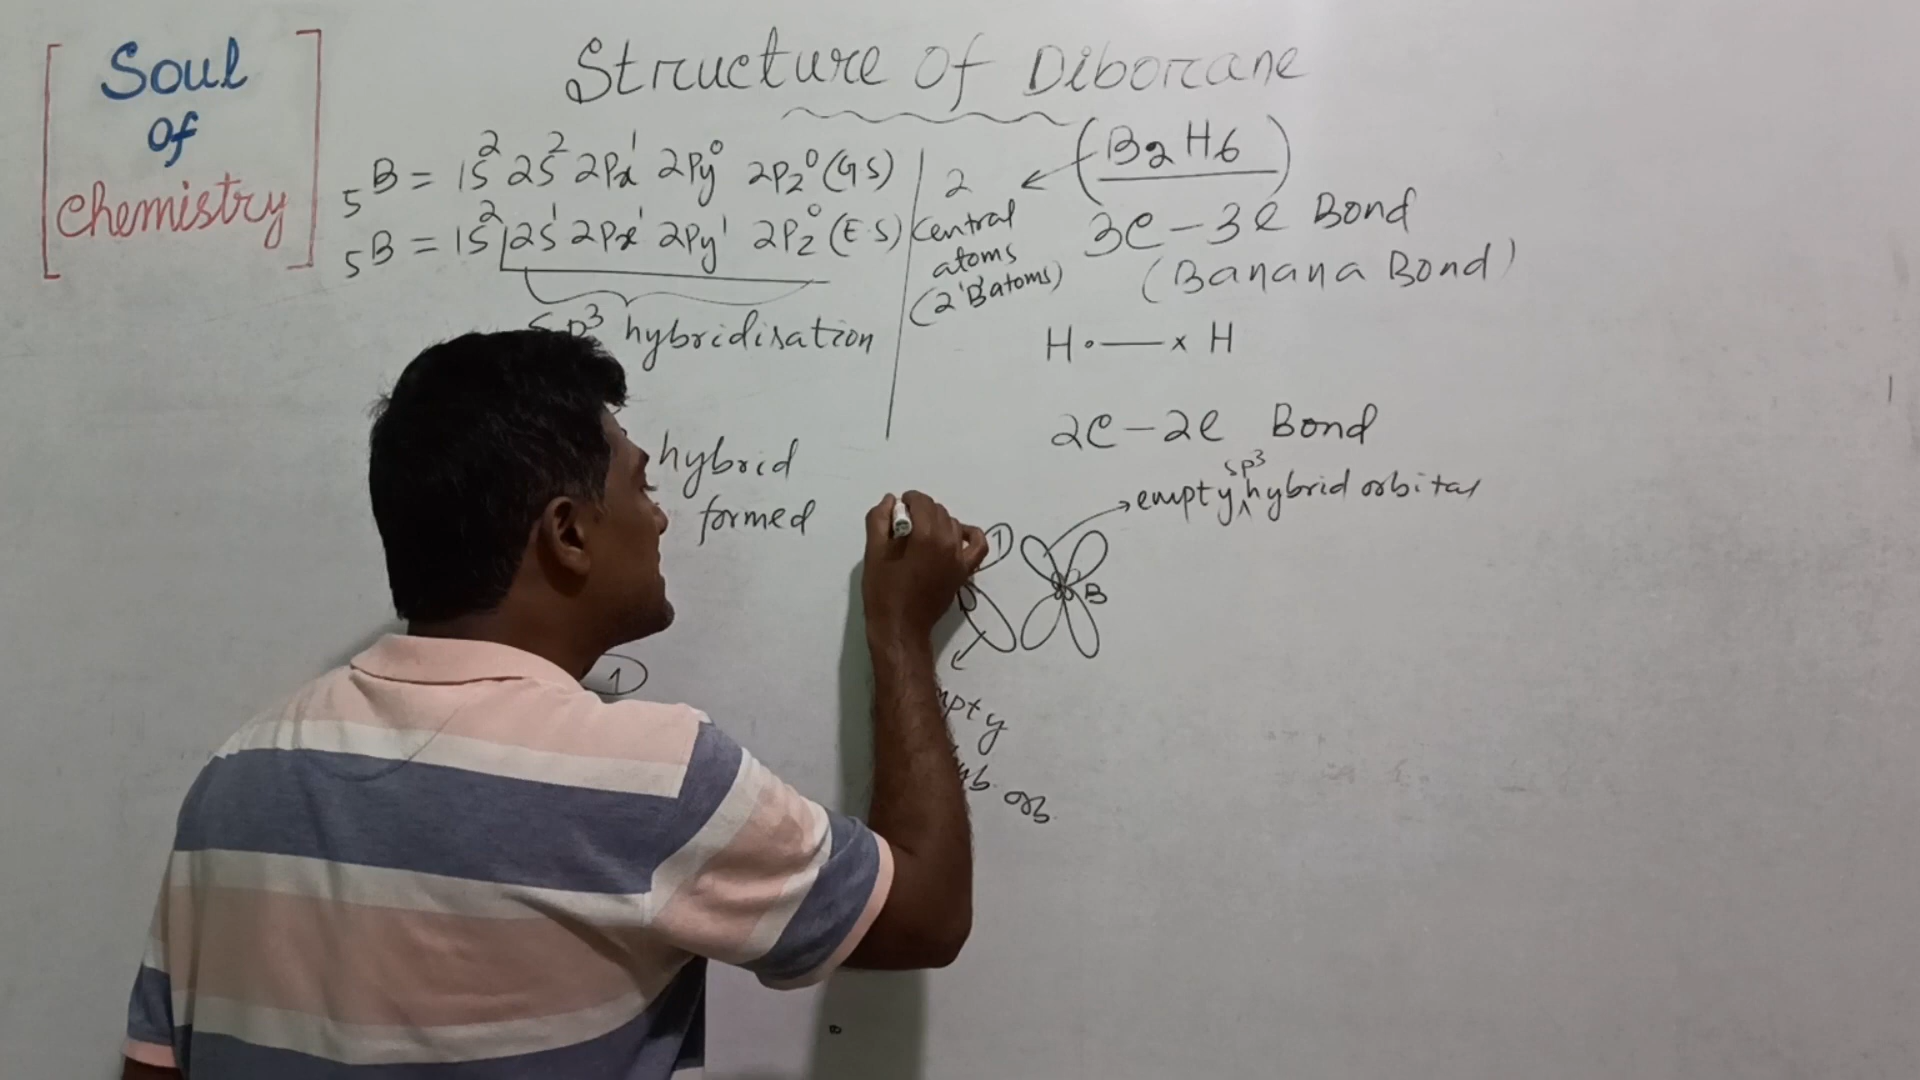 Soul
of
chemistry
Structure of Diborane
(B2H6)
5B = 1s² 2s² 2px¹ 2py⁰ 2pz⁰ (GS)
5B = 1s² 2s¹ 2px¹ 2py¹ 2pz⁰ (E.S)
sp³ hybridisation
hybrid
formed
2
Central
atoms
(2 'B' atoms)
3C-3e Bond
(Banana Bond)
H •—x H
2C-2e Bond
sp³
empty ^ hybrid orbital
1
B
1
orb.